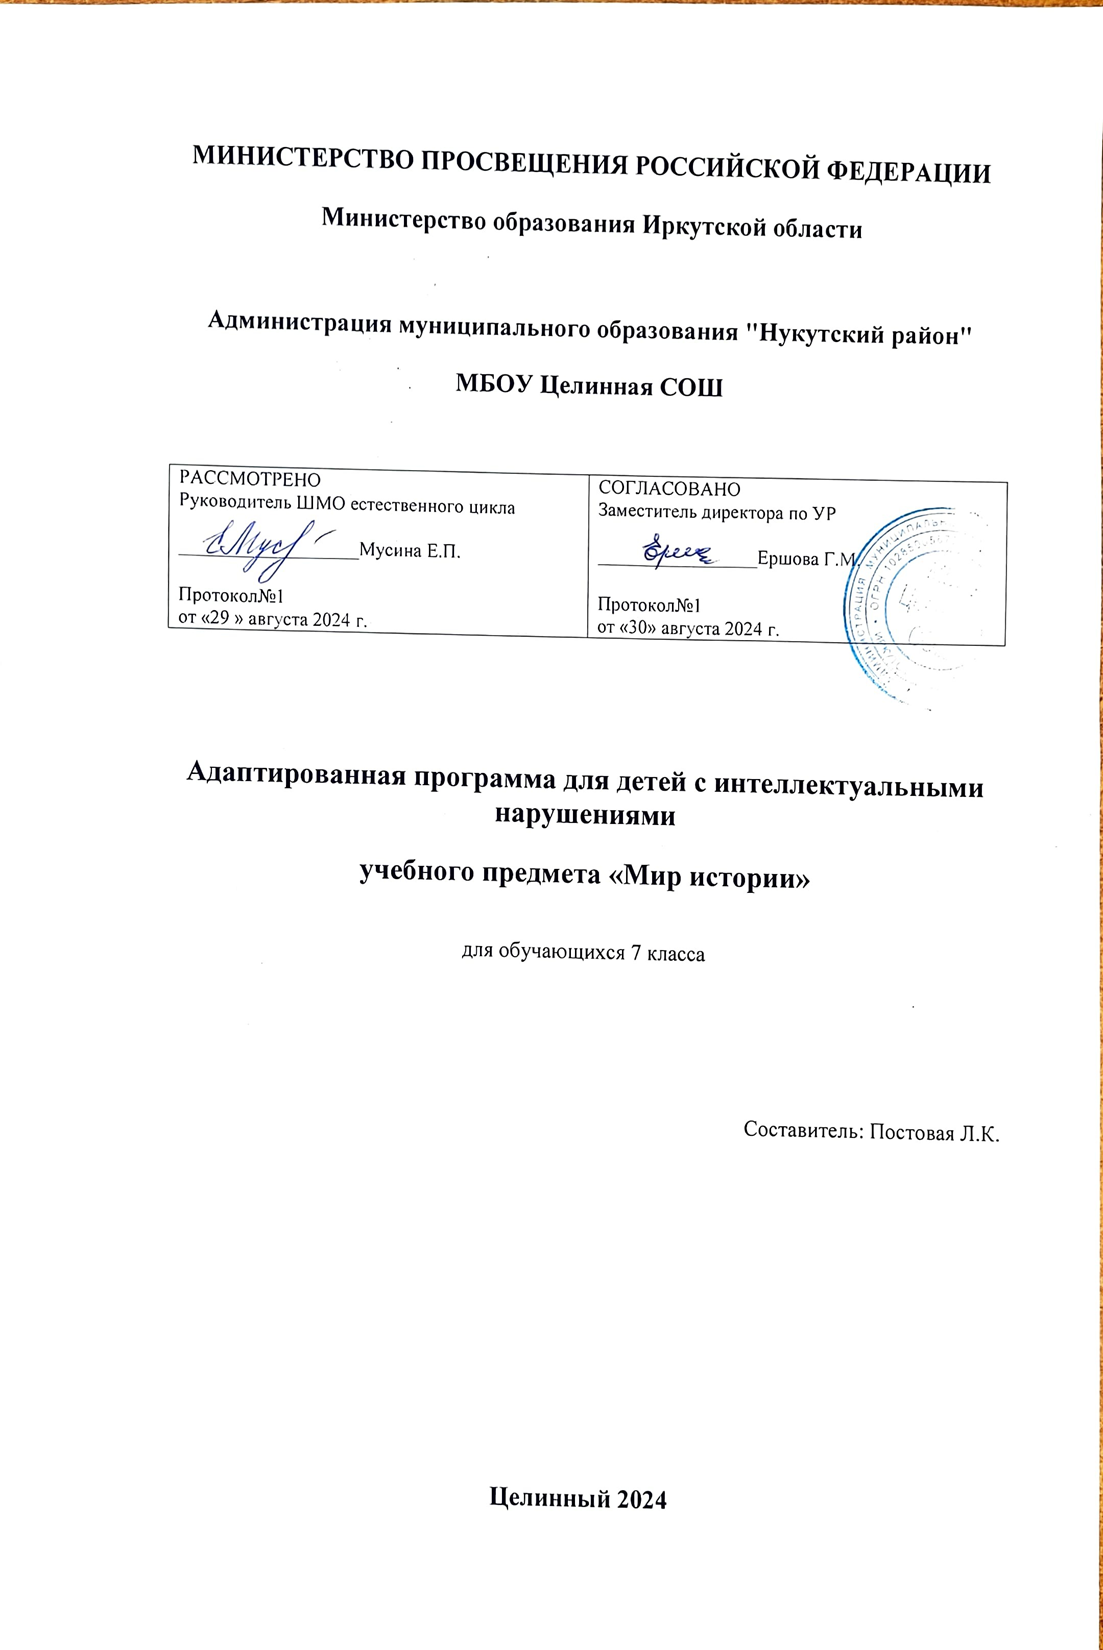 МИНИСТЕРСТВО ПРОСВЕЩЕНИЯ РОССИЙСКОЙ ФЕДЕРАЦИИ
Министерство образования Иркутской области
Администрация муниципального образования "Нукутский район"
МБОУ Целинная СОШ
РАССМОТРЕНО
Руководитель ШМО естественного цикла
Мусина Е.П.
Протокол№1
от «29 » августа 2024 г.
СОГЛАСОВАНО
Заместитель директора по УР
Ершова Г.М.
Протокол№1
от «30» августа 2024 г.
Адаптированная программа для детей с интеллектуальными
нарушениями
учебного предмета «Мир истории»
для обучающихся 7 класса
Составитель: Постовая Л.К.
Целинный 2024